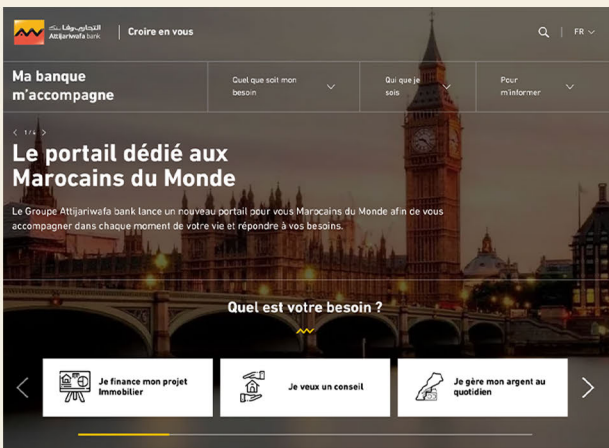 التجاري وفا بنك
Attijariwafa bank
Croire en vous
FR
Ma banque
m'accompagne
Quel que soit mon
besoin
Qui que je
sois
Pour
m'informer
1/4
Le portail dédié aux
Marocains du Monde
Le Groupe Attijariwafa bank lance un nouveau portail pour vous Marocains du Monde afin de vous
accompagner dans chaque moment de votre vie et répondre à vos besoins.
Quel est votre besoin ?
Je finance mon projet
Immobilier
Je veux un conseil
Je gère mon argent au
quotidien